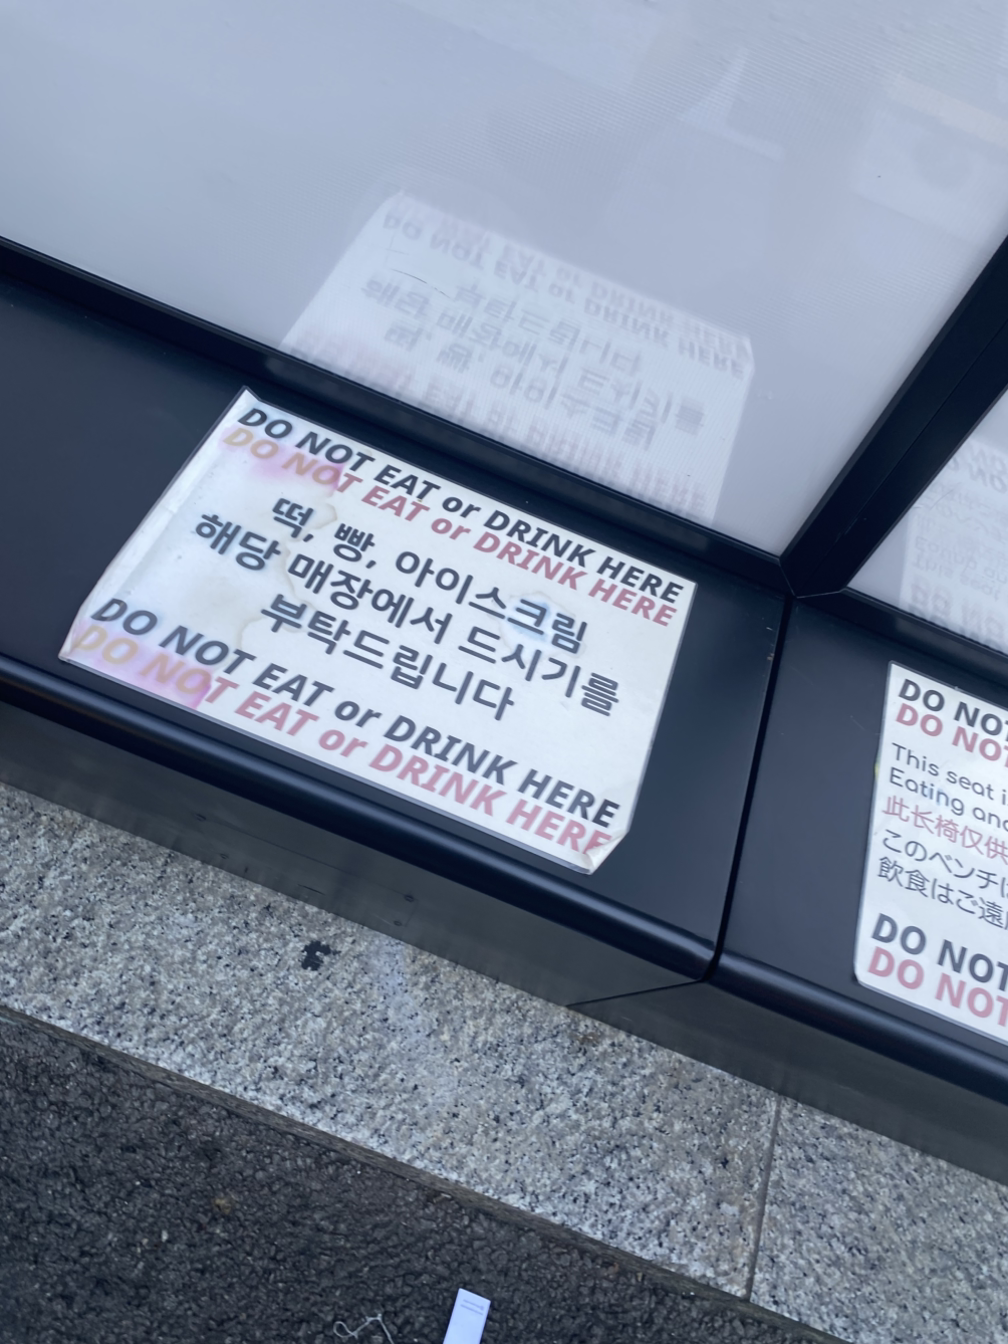 DO NOT EAT or DRINK HERE
DO NOT EAT or DRINK HERE
떡, 빵, 아이스크림
해당 매장에서 드시기를
부탁드립니다
DO NOT EAT or DRINK HERE
DO NOT EAT or DRINK HERE
DO NOT
DO NOT
This seat
Eating and
此长椅仅供
このベンチ
飲食はご遠
DO NOT
DO NOT